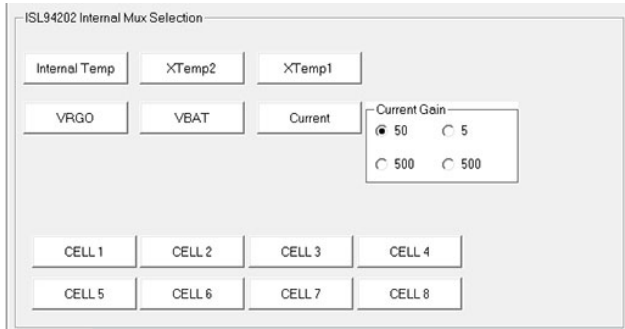 ISL94202 Internal Mux Selection
Internal Temp XTemp2 XTemp1
VRGO VBAT Current
Current Gain
50 5
500 500
CELL 1 CELL 2 CELL 3 CELL 4
CELL 5 CELL 6 CELL 7 CELL 8